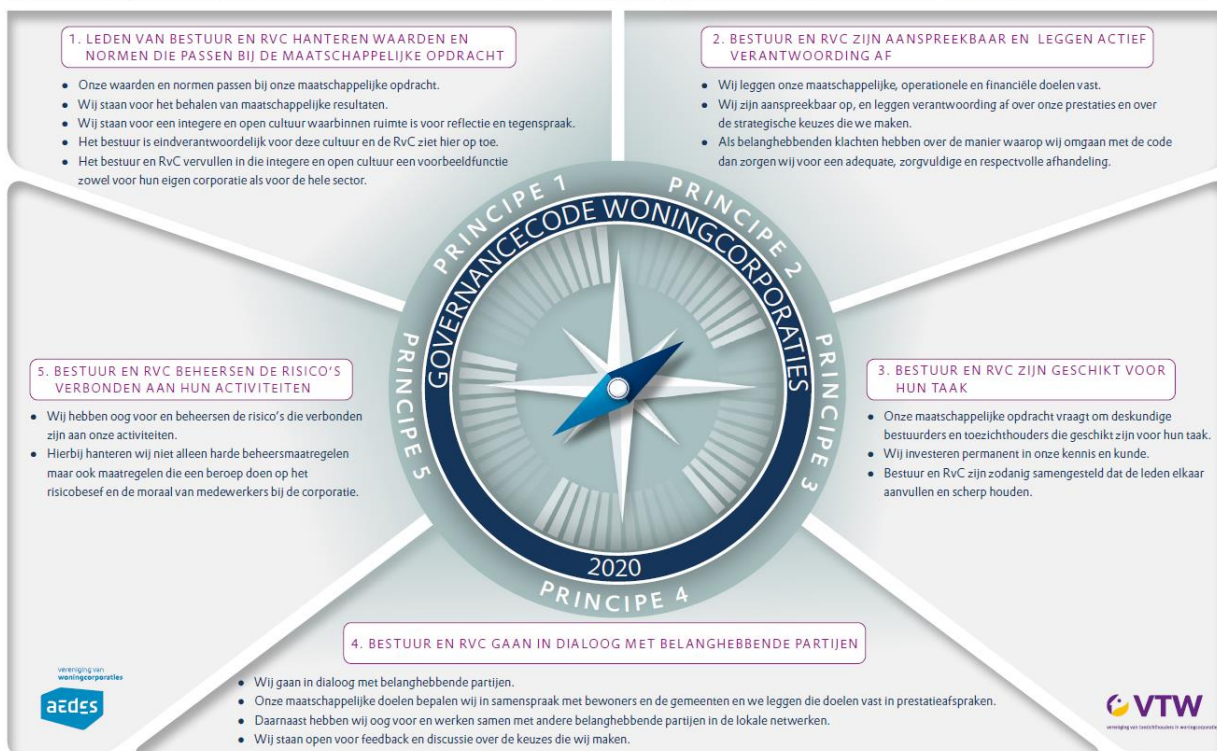 1. LEDEN VAN BESTUUR EN RVC HANTEREN WAARDEN EN
NORMEN DIE PASSEN BIJ DE MAATSCHAPPELIJKE OPDRACHT
• Onze waarden en normen passen bij onze maatschappelijke opdracht.
• Wij staan voor het behalen van maatschappelijke resultaten.
• Wij staan voor een integere en open cultuur waarbinnen ruimte is voor reflectie en tegenspraak.
• Het bestuur is eindverantwoordelijk voor deze cultuur en de RvC ziet hier op toe.
• Het bestuur en RvC vervullen in die integere en open cultuur een voorbeeldfunctie
zowel voor hun eigen corporatie als voor de hele sector.
2. BESTUUR EN RVC ZIJN AANSPREEKBAAR EN LEGGEN ACTIEF
VERANTWOORDING AF
• Wij leggen onze maatschappelijke, operationele en financiële doelen vast.
• Wij zijn aanspreekbaar op, en leggen verantwoording af over onze prestaties en over
de strategische keuzes die we maken.
• Als belanghebbenden klachten hebben over de manier waarop wij omgaan met de code
dan zorgen wij voor een adequate, zorgvuldige en respectvolle afhandeling.
PRINCIPE 1
PRINCIPE 2
GOVERNANCECODE WONINGCORPORATIES
PRINCIPE 5
PRINCIPE 3
5. BESTUUR EN RVC BEHEERSEN DE RISICO'S
VERBONDEN AAN HUN ACTIVITEITEN
• Wij hebben oog voor en beheersen de risico's die verbonden
zijn aan onze activiteiten.
• Hierbij hanteren wij niet alleen harde beheersmaatregelen
maar ook maatregelen die een beroep doen op het
risicobesef en de moraal van medewerkers bij de corporatie.
3. BESTUUR EN RVC ZIJN GESCHIKT VOOR
HUN TAAK
• Onze maatschappelijke opdracht vraagt om deskundige
bestuurders en toezichthouders die geschikt zijn voor hun taak.
• Wij investeren permanent in onze kennis en kunde.
• Bestuur en RvC zijn zodanig samengesteld dat de leden elkaar
aanvullen en scherp houden.
2020
PRINCIPE 4
4. BESTUUR EN RVC GAAN IN DIALOOG MET BELANGHEBBENDE PARTIJEN
• Wij gaan in dialoog met belanghebbende partijen.
• Onze maatschappelijke doelen bepalen wij in samenspraak met bewoners en de gemeenten en we leggen die doelen vast in prestatieafspraken.
• Daarnaast hebben wij oog voor en werken samen met andere belanghebbende partijen in de lokale netwerken.
• Wij staan open voor feedback en discussie over de keuzes die wij maken.
vereniging van
woningcorporaties
aedes
VTW
vereniging van toezichthouders in woningcorporaties